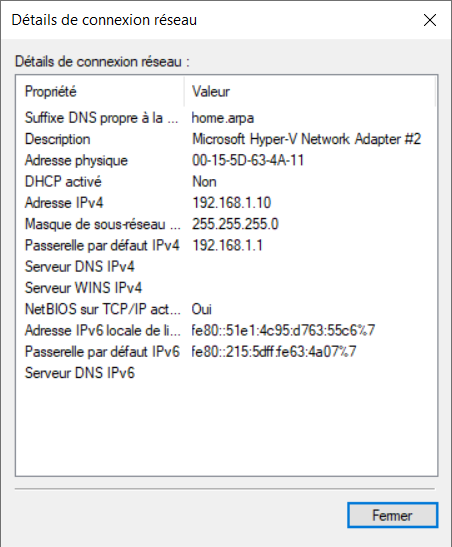 Détails de connexion réseau
Détails de connexion réseau :
Propriété Valeur
Suffixe DNS propre à la ... home.arpa
Description Microsoft Hyper-V Network Adapter #2
Adresse physique 00-15-5D-63-4A-11
DHCP activé Non
Adresse IPv4 192.168.1.10
Masque de sous-réseau ... 255.255.255.0
Passerelle par défaut IPv4 192.168.1.1
Serveur DNS IPv4
Serveur WINS IPv4
NetBIOS sur TCP/IP act... Oui
Adresse IPv6 locale de li... fe80::51e1:4c95:d763:55c6%7
Passerelle par défaut IPv6 fe80::215:5dff:fe63:4a07%7
Serveur DNS IPv6
Fermer